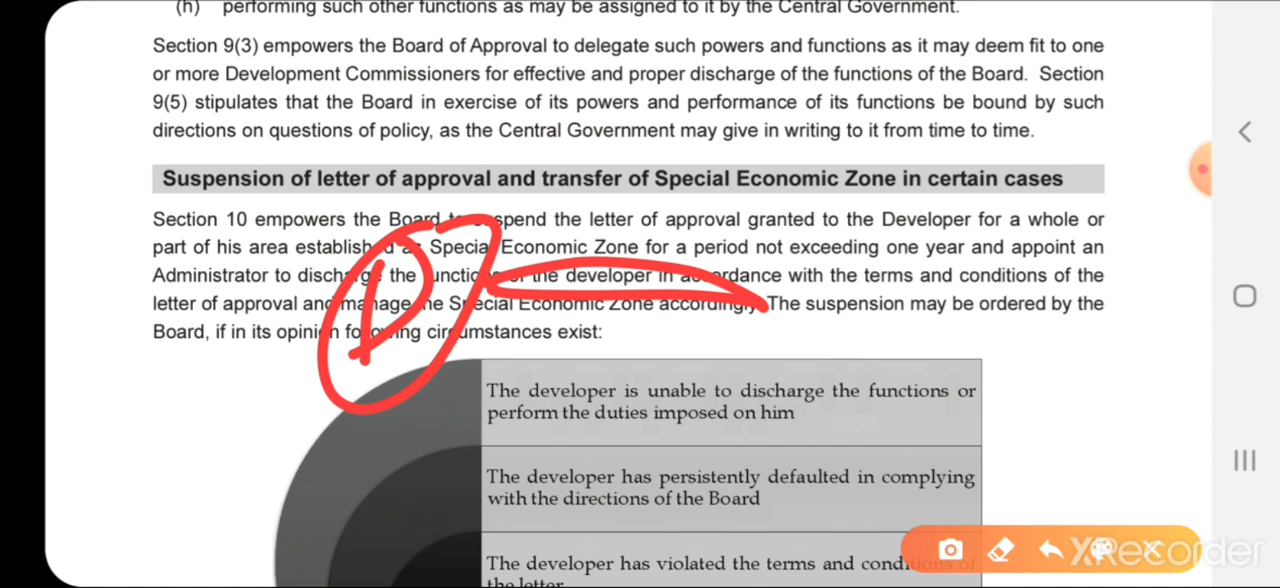 (h) performing such other functions as may be assigned to it by the Central Government.
Section 9(3) empowers the Board of Approval to delegate such powers and functions as it may deem fit to one
or more Development Commissioners for effective and proper discharge of the functions of the Board. Section
9(5) stipulates that the Board in exercise of its powers and performance of its functions be bound by such
directions on questions of policy, as the Central Government may give in writing to it from time to time.
Suspension of letter of approval and transfer of Special Economic Zone in certain cases
Section 10 empowers the Board to suspend the letter of approval granted to the Developer for a whole or
part of his area established as Special Economic Zone for a period not exceeding one year and appoint an
Administrator to discharge the functions of the developer in accordance with the terms and conditions of the
letter of approval and manage the Special Economic Zone accordingly. The suspension may be ordered by the
Board, if in its opinion following circumstances exist:
D
The developer is unable to discharge the functions or
perform the duties imposed on him
The developer has persistently defaulted in complying
with the directions of the Board
The developer has violated the terms and conditions of
the letter
XRecorder